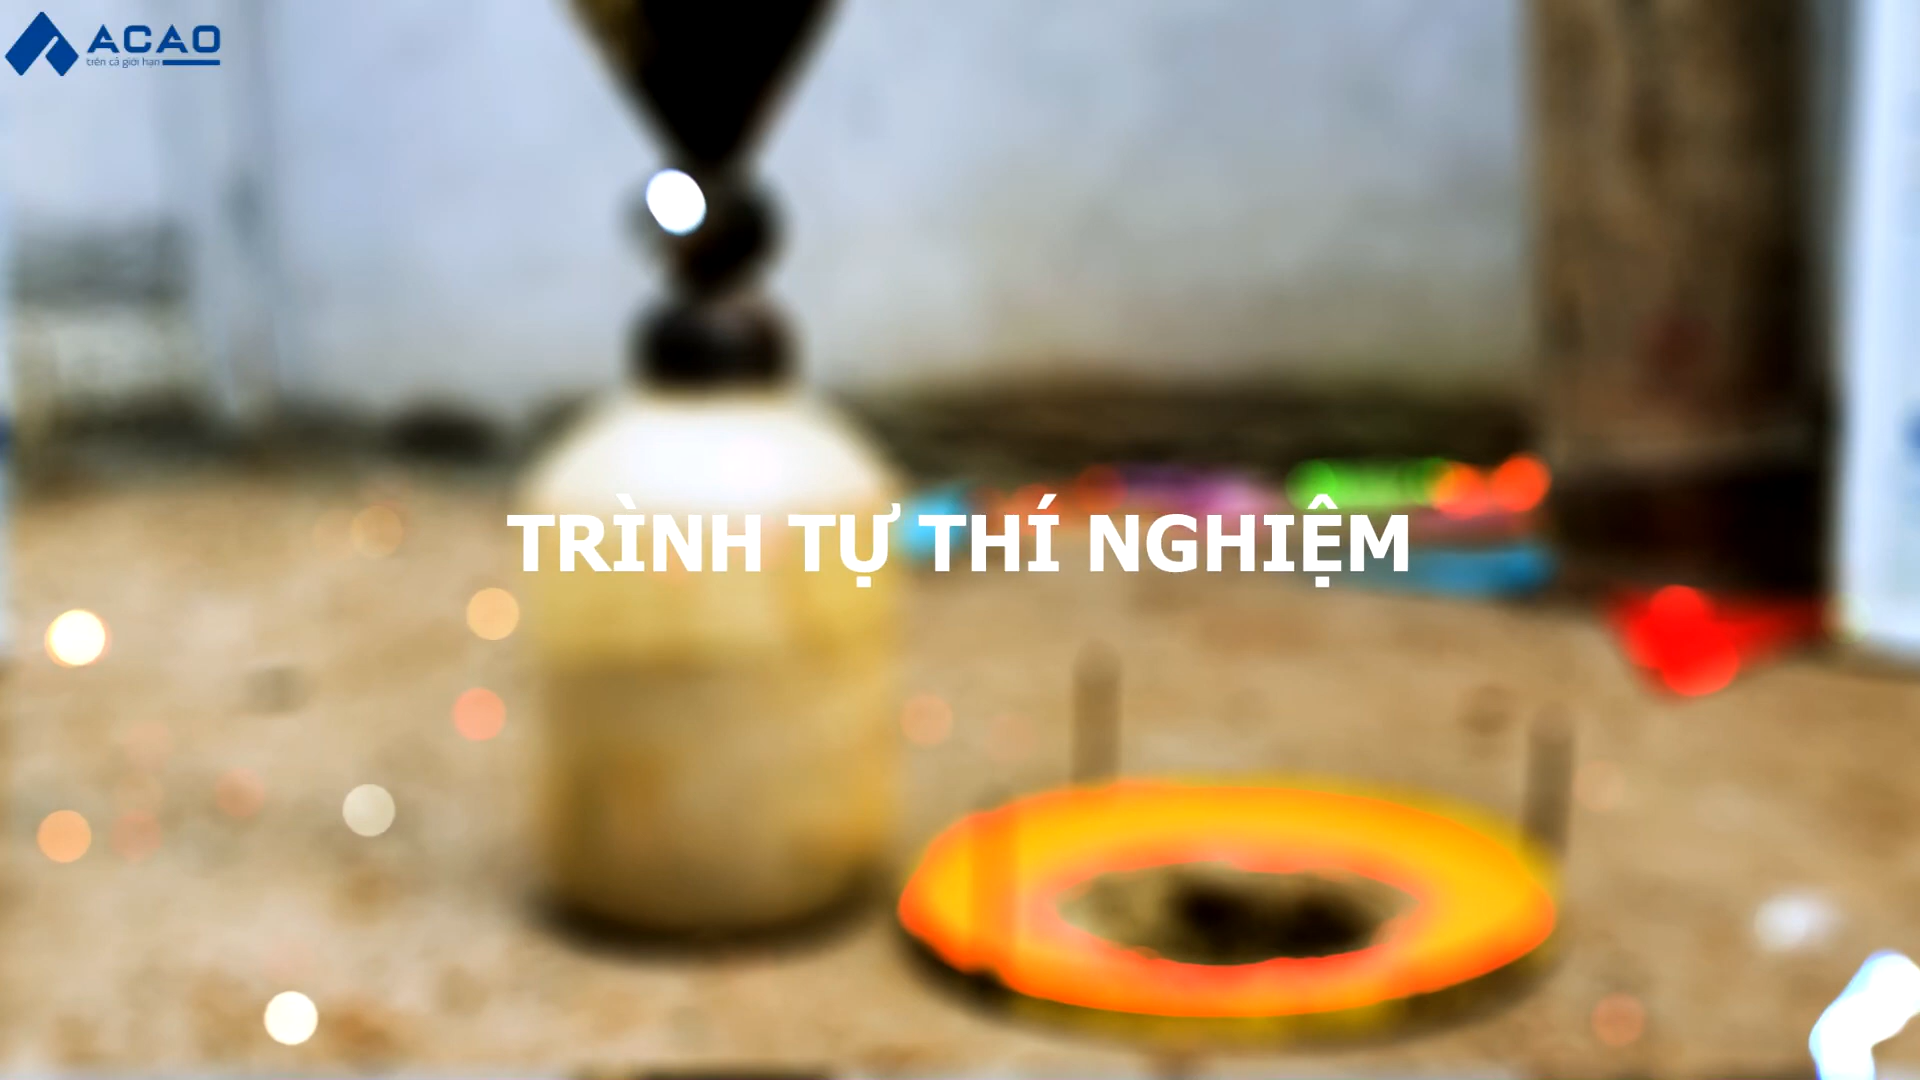 ACAO
trên cả giới hạn
TRÌNH TỰ THÍ NGHIỆM